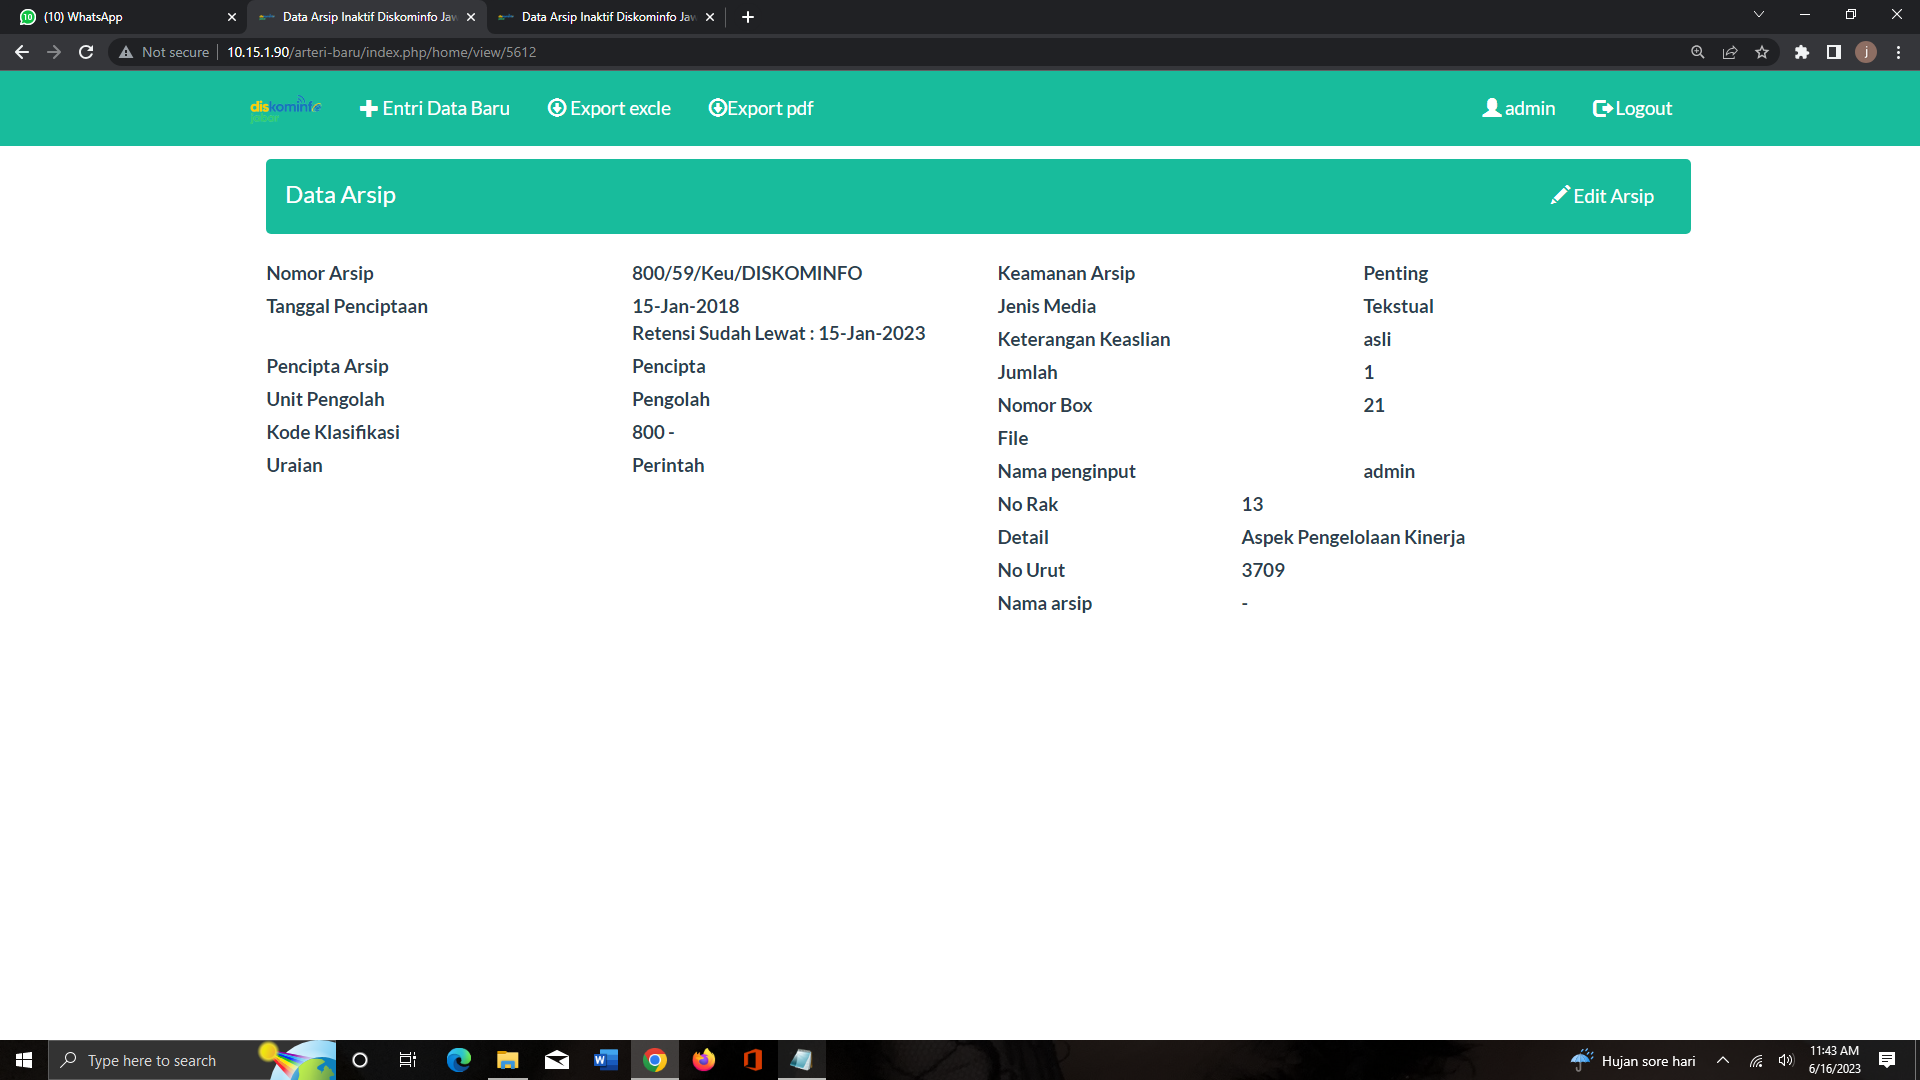 (10) WhatsApp
Data Arsip Inaktif Diskominfo Jaw
Data Arsip Inaktif Diskominfo Jaw
Not secure
10.15.1.90/arteri-baru/index.php/home/view/5612
j
diskominfo
jabar
Entri Data Baru
Export excle
Export pdf
admin
Logout
Data Arsip
Edit Arsip
Nomor Arsip 800/59/Keu/DISKOMINFO
Tanggal Penciptaan 15-Jan-2018
Retensi Sudah Lewat : 15-Jan-2023
Pencipta Arsip Pencipta
Unit Pengolah Pengolah
Kode Klasifikasi 800 -
Uraian Perintah
Keamanan Arsip Penting
Jenis Media Tekstual
Keterangan Keaslian asli
Jumlah 1
Nomor Box 21
File
Nama penginput admin
No Rak 13
Detail Aspek Pengelolaan Kinerja
No Urut 3709
Nama arsip -
Type here to search
Hujan sore hari
11:43 AM
6/16/2023